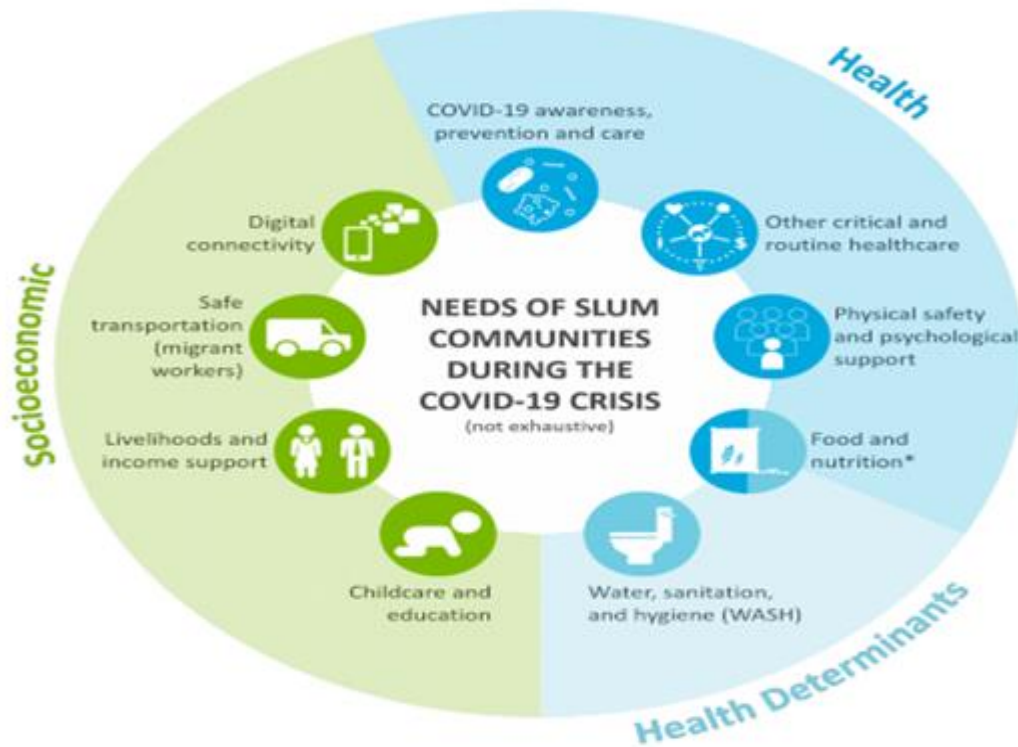 Health
COVID-19 awareness,
prevention and care
Other critical and
routine healthcare
Physical safety
and psychological
support
Food and
nutrition*
Health Determinants
Water, sanitation,
and hygiene (WASH)
Childcare and
education
Livelihoods and
income support
Safe
transportation
(migrant
workers)
Digital
connectivity
Socioeconomic
NEEDS OF SLUM
COMMUNITIES
DURING THE
COVID-19 CRISIS
(not exhaustive)
$